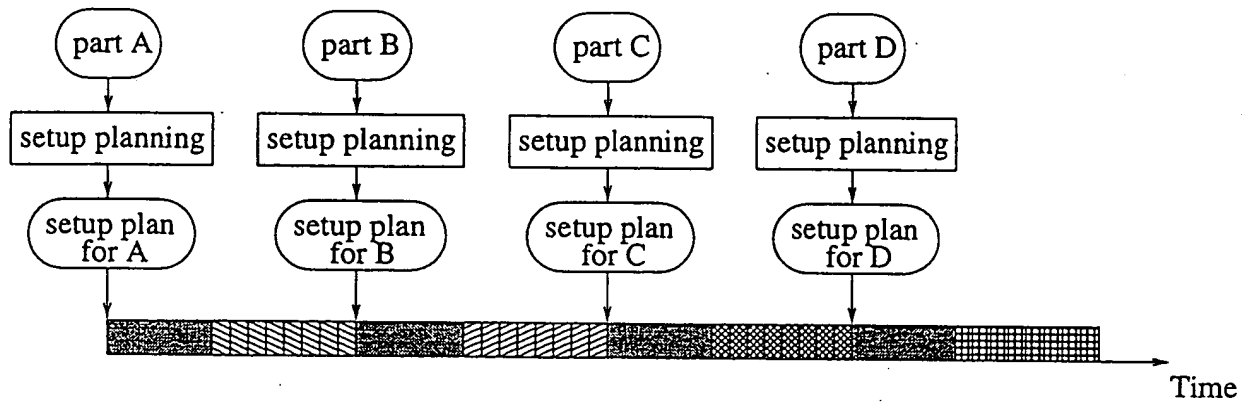 part A
part B
part C
part D
setup planning
setup planning
setup planning
setup planning
setup plan
for A
setup plan
for B
setup plan
for C
setup plan
for D
Time